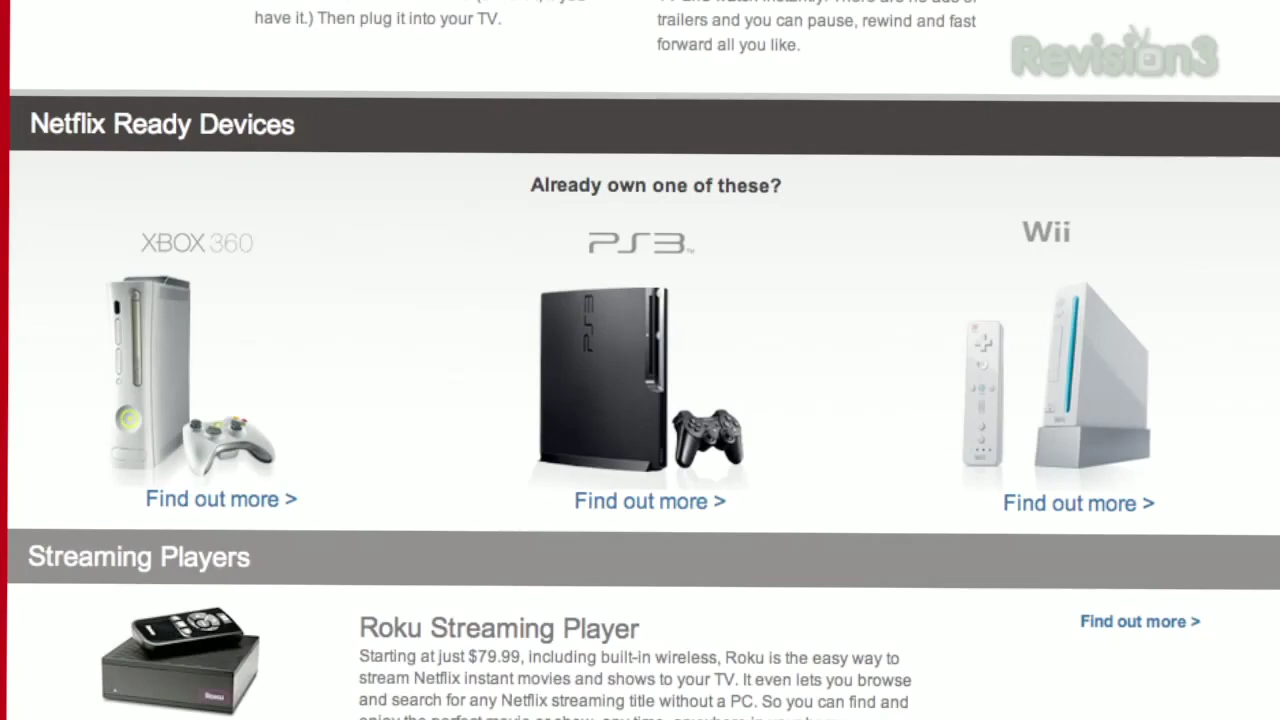 have it.) Then plug it into your TV.
trailers and you can pause, rewind and fast
forward all you like.
Revision3
Netflix Ready Devices
Already own one of these?
XBOX 360
PS3
Wii
PS3
Find out more >
Find out more >
Find out more >
Streaming Players
Roku Streaming Player
Find out more >
Starting at just $79.99, including built-in wireless, Roku is the easy way to
stream Netflix instant movies and shows to your TV. It even lets you browse
and search for any Netflix streaming title without a PC. So you can find and
Roku